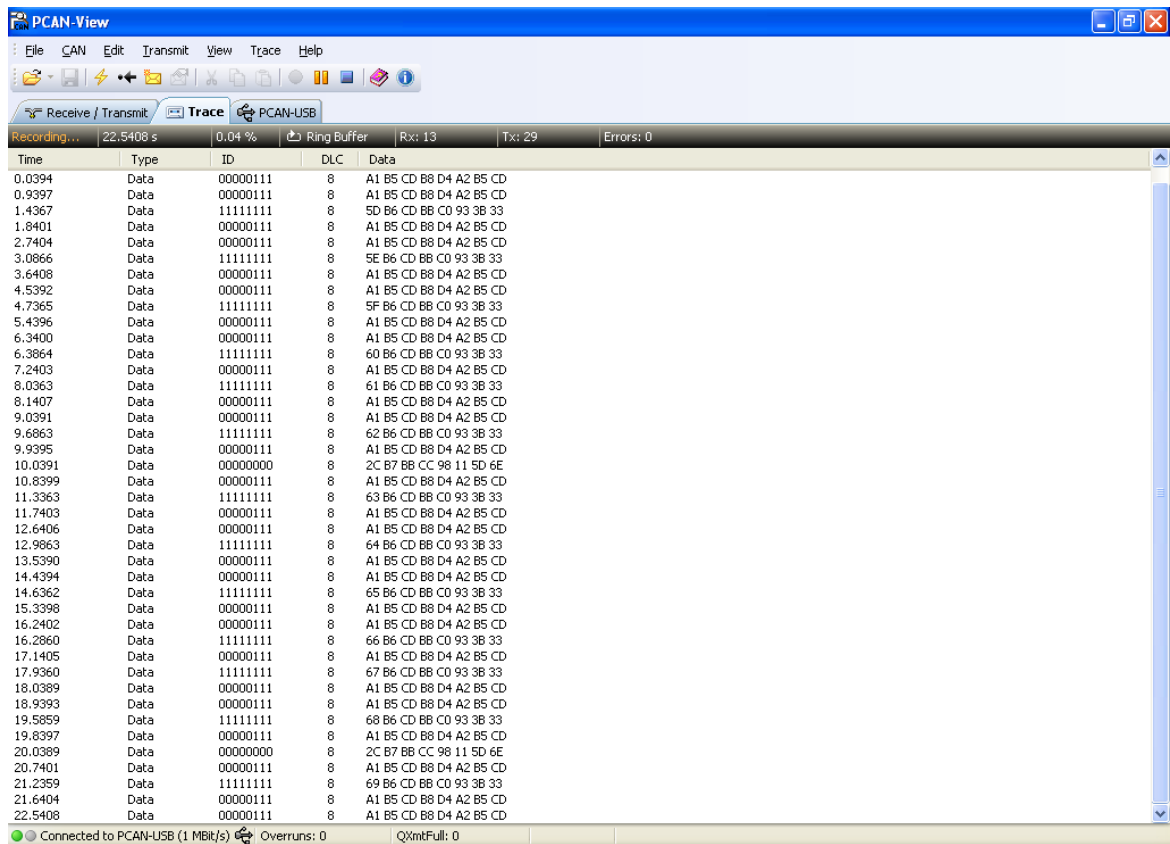 PCAN-View
File CAN Edit Transmit View Trace Help
Receive / Transmit Trace PCAN-USB
Recording... 22.5408 s 0.04 % Ring Buffer Rx: 13 Tx: 29 Errors: 0
Time Type ID DLC Data
0.0394 Data 00000111 8 A1 B5 CD B8 D4 A2 B5 CD
0.9397 Data 00000111 8 A1 B5 CD B8 D4 A2 B5 CD
1.4367 Data 11111111 8 5D B6 CD BB C0 93 3B 33
1.8401 Data 00000111 8 A1 B5 CD B8 D4 A2 B5 CD
2.7404 Data 00000111 8 A1 B5 CD B8 D4 A2 B5 CD
3.0866 Data 11111111 8 5E B6 CD BB C0 93 3B 33
3.6408 Data 00000111 8 A1 B5 CD B8 D4 A2 B5 CD
4.5392 Data 00000111 8 A1 B5 CD B8 D4 A2 B5 CD
4.7365 Data 11111111 8 5F B6 CD BB C0 93 3B 33
5.4396 Data 00000111 8 A1 B5 CD B8 D4 A2 B5 CD
6.3400 Data 00000111 8 A1 B5 CD B8 D4 A2 B5 CD
6.3864 Data 11111111 8 60 B6 CD BB C0 93 3B 33
7.2403 Data 00000111 8 A1 B5 CD B8 D4 A2 B5 CD
8.0363 Data 11111111 8 61 B6 CD BB C0 93 3B 33
8.1407 Data 00000111 8 A1 B5 CD B8 D4 A2 B5 CD
9.0391 Data 00000111 8 A1 B5 CD B8 D4 A2 B5 CD
9.6863 Data 11111111 8 62 B6 CD BB C0 93 3B 33
9.9395 Data 00000111 8 A1 B5 CD B8 D4 A2 B5 CD
10.0391 Data 00000000 8 2C B7 BB CC 98 11 5D 6E
10.8399 Data 00000111 8 A1 B5 CD B8 D4 A2 B5 CD
11.3363 Data 11111111 8 63 B6 CD BB C0 93 3B 33
11.7403 Data 00000111 8 A1 B5 CD B8 D4 A2 B5 CD
12.6406 Data 00000111 8 A1 B5 CD B8 D4 A2 B5 CD
12.9863 Data 11111111 8 64 B6 CD BB C0 93 3B 33
13.5390 Data 00000111 8 A1 B5 CD B8 D4 A2 B5 CD
14.4394 Data 00000111 8 A1 B5 CD B8 D4 A2 B5 CD
14.6362 Data 11111111 8 65 B6 CD BB C0 93 3B 33
15.3398 Data 00000111 8 A1 B5 CD B8 D4 A2 B5 CD
16.2402 Data 00000111 8 A1 B5 CD B8 D4 A2 B5 CD
16.2860 Data 11111111 8 66 B6 CD BB C0 93 3B 33
17.1405 Data 00000111 8 A1 B5 CD B8 D4 A2 B5 CD
17.9360 Data 11111111 8 67 B6 CD BB C0 93 3B 33
18.0389 Data 00000111 8 A1 B5 CD B8 D4 A2 B5 CD
18.9393 Data 00000111 8 A1 B5 CD B8 D4 A2 B5 CD
19.5859 Data 11111111 8 68 B6 CD BB C0 93 3B 33
19.8397 Data 00000111 8 A1 B5 CD B8 D4 A2 B5 CD
20.0389 Data 00000000 8 2C B7 BB CC 98 11 5D 6E
20.7401 Data 00000111 8 A1 B5 CD B8 D4 A2 B5 CD
21.2359 Data 11111111 8 69 B6 CD BB C0 93 3B 33
21.6404 Data 00000111 8 A1 B5 CD B8 D4 A2 B5 CD
22.5408 Data 00000111 8 A1 B5 CD B8 D4 A2 B5 CD
Connected to PCAN-USB (1 MBit/s) Overruns: 0 QXmtFull: 0